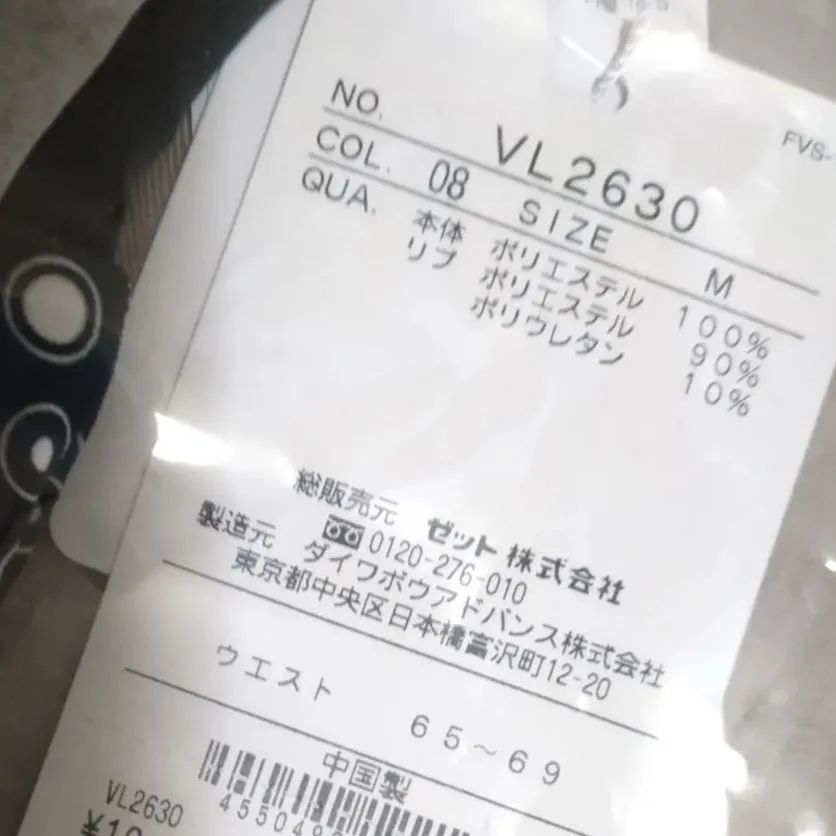 FVS-
NO. VL2630
COL. 08 SIZE M
QUA. 本体 ポリエステル 100%
リブ ポリエステル 90%
ポリウレタン 10%
総販売元 ゼット 株式会社
0120-276-010
製造元 ダイワボウアドバンス株式会社
東京都中央区日本橋富沢町12-20
ウエスト 65~69
中国製
VL2630